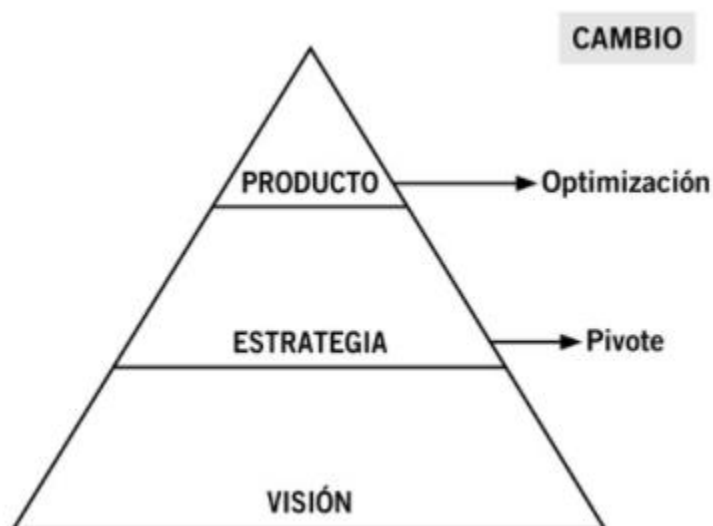 CAMBIO
PRODUCTO
Optimización
ESTRATEGIA
Pivote
VISIÓN